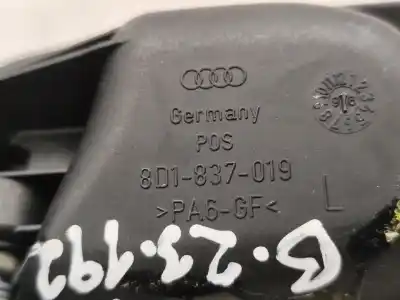 Germany
POS
8D1-837-019
>PA6-GF<
L
B-23.192